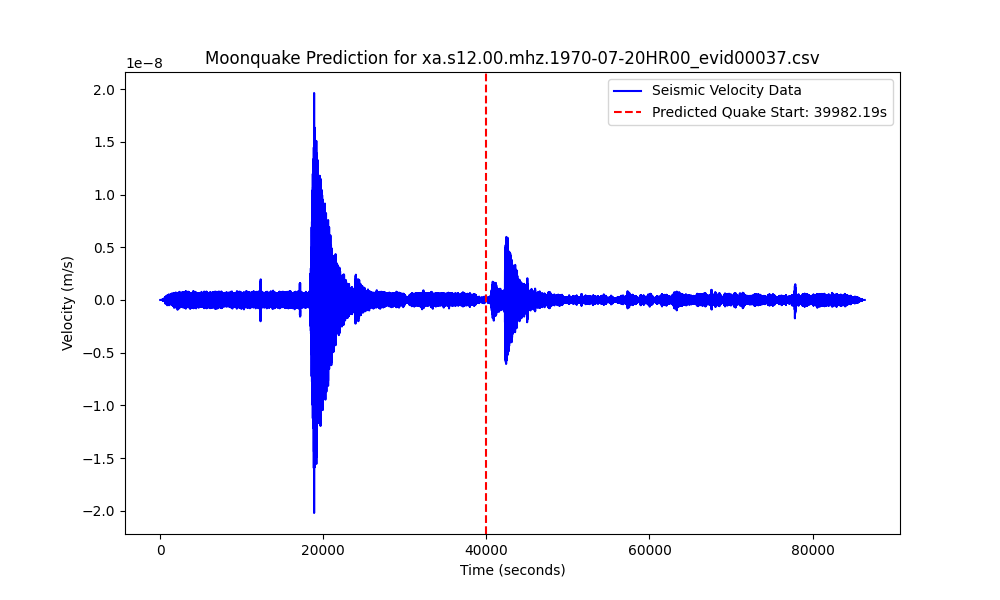 Moonquake Prediction for xa.s12.00.mhz.1970-07-20HR00_evid00037.csv
1e−8
Seismic Velocity Data
Predicted Quake Start: 39982.19s
2.0
1.5
1.0
0.5
0.0
−0.5
−1.0
−1.5
−2.0
Velocity (m/s)
0 20000 40000 60000 80000
Time (seconds)